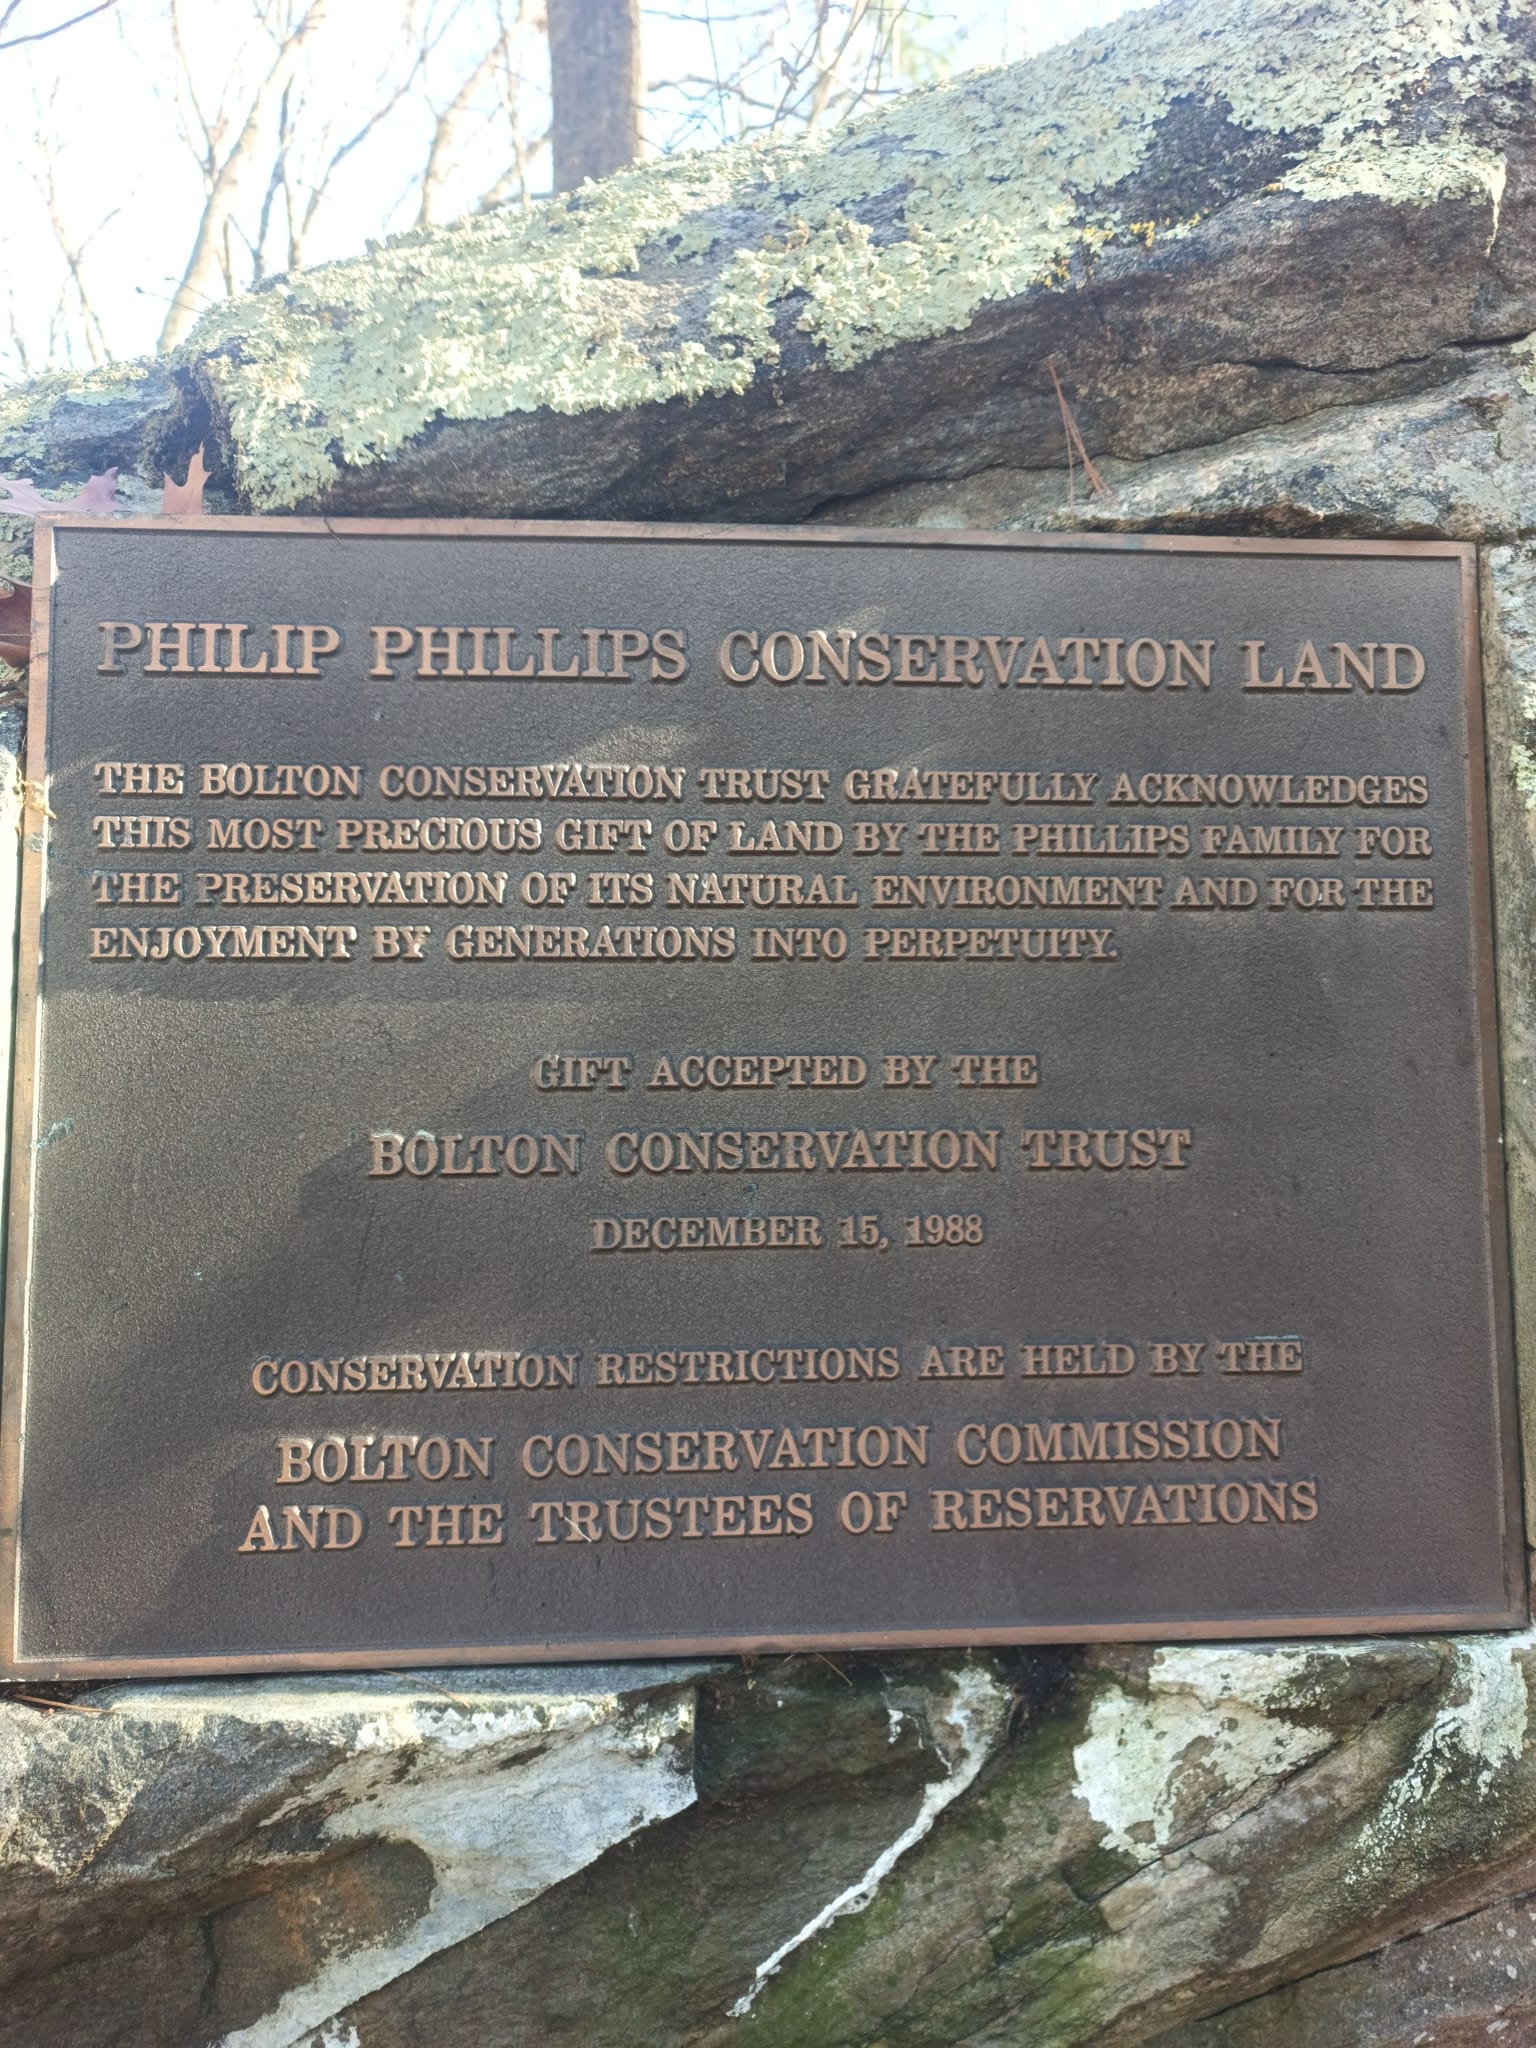 PHILIP PHILLIPS CONSERVATION LAND
THE BOLTON CONSERVATION TRUST GRATEFULLY ACKNOWLEDGES
THIS MOST PRECIOUS GIFT OF LAND BY THE PHILLIPS FAMILY FOR
THE PRESERVATION OF ITS NATURAL ENVIRONMENT AND FOR THE
ENJOYMENT BY GENERATIONS INTO PERPETUITY.
GIFT ACCEPTED BY THE
BOLTON CONSERVATION TRUST
DECEMBER 15, 1988
CONSERVATION RESTRICTIONS ARE HELD BY THE
BOLTON CONSERVATION COMMISSION
AND THE TRUSTEES OF RESERVATIONS